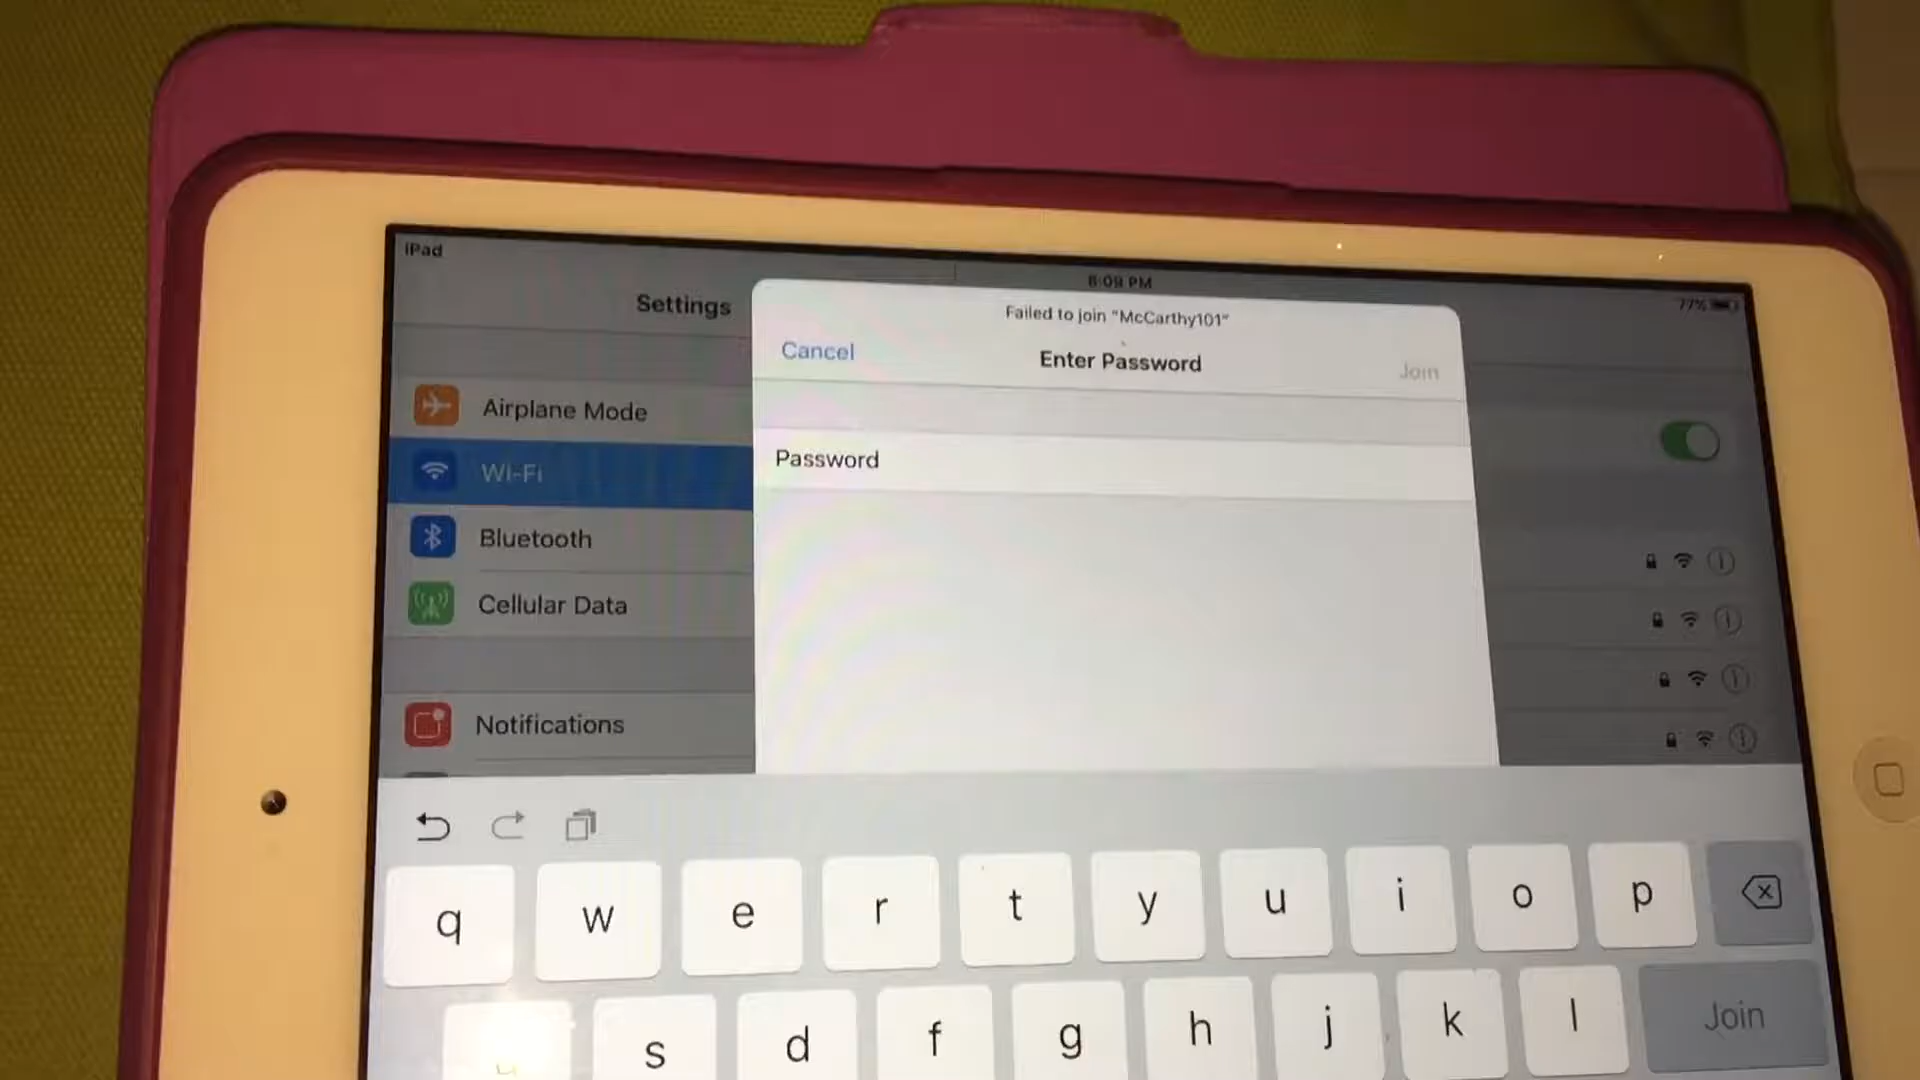 iPad
8:09 PM
77%
Settings
Failed to join "McCarthy101"
Cancel
Enter Password
Join
Airplane Mode
Wi-Fi
Password
Bluetooth
Cellular Data
Notifications
q w e r t y u i o p
s d f g h j k l Join